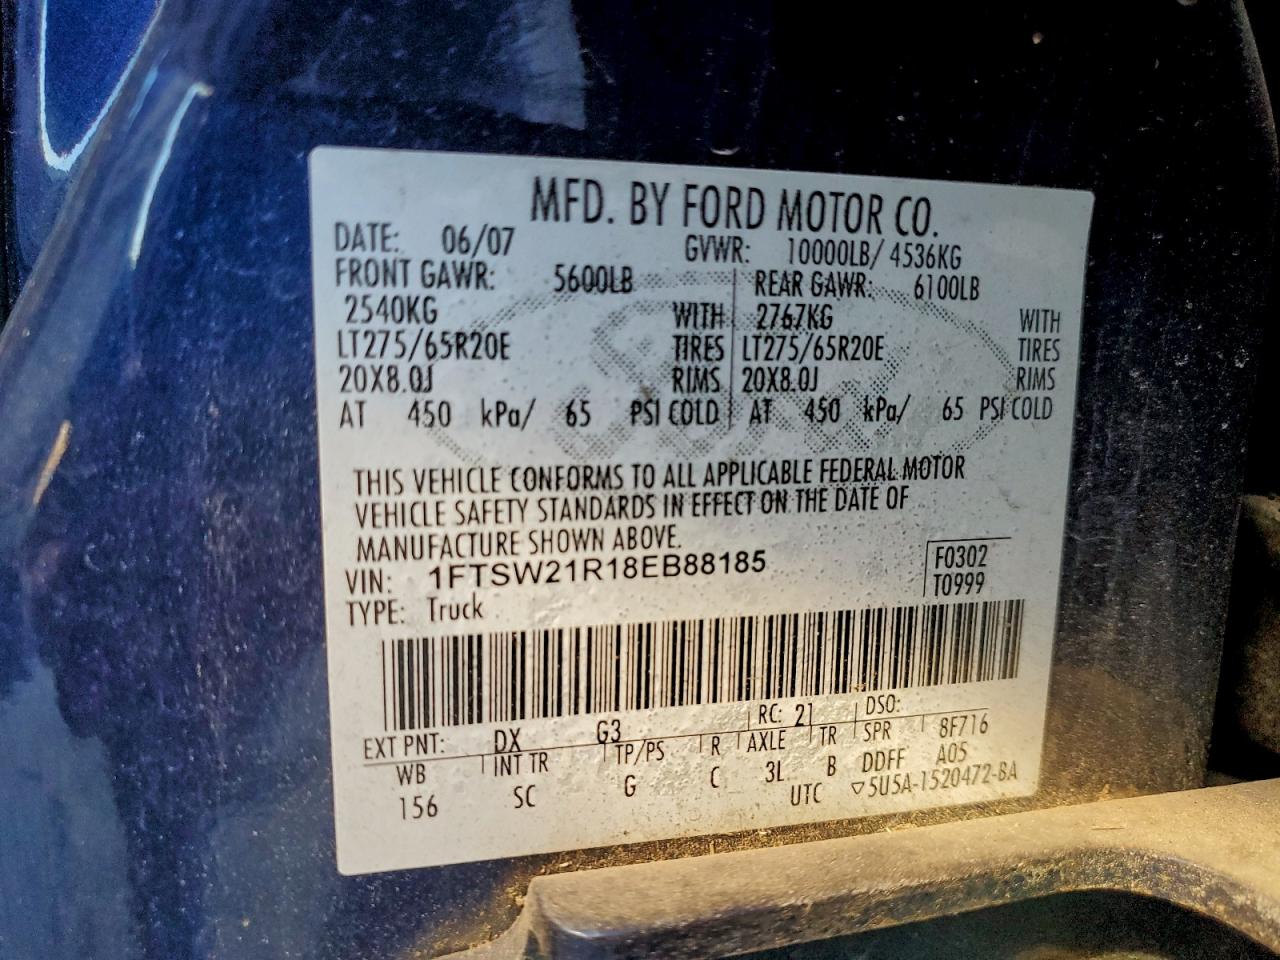 MFD. BY FORD MOTOR CO.
DATE: 06/07 GVWR: 10000LB/ 4536KG
FRONT GAWR: 5600LB REAR GAWR: 6100LB
2540KG WITH 2767KG WITH
LT275/65R20E TIRES LT275/65R20E TIRES
20X8.0J RIMS 20X8.0J RIMS
AT 450 kPa/ 65 PSI COLD AT 450 kPa/ 65 PSI COLD
THIS VEHICLE CONFORMS TO ALL APPLICABLE FEDERAL MOTOR
VEHICLE SAFETY STANDARDS IN EFFECT ON THE DATE OF
MANUFACTURE SHOWN ABOVE.
VIN: 1FTSW21R18EB88185 F0302
TYPE: Truck T0999
EXT PNT: DX G3 RC: 21 DSO:
WB INT TR TP/PS R AXLE TR SPR 8F716
156 SC G C 3L B DDFF A05
UTC ▽5U5A-1520472-BA